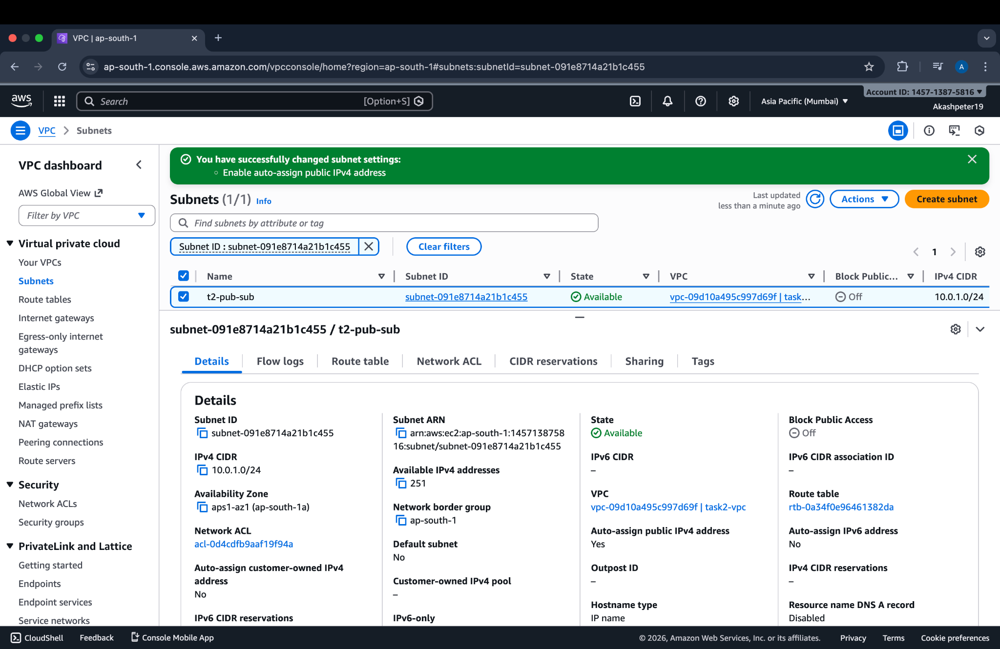 VPC | ap-south-1
ap-south-1.console.aws.amazon.com/vpcconsole/home?region=ap-south-1#subnets:subnetId=subnet-091e8714a21b1c455
A
aws
Search
[Option+S]
Asia Pacific (Mumbai)
Account ID: 1457-1387-5816
Akashpeter19
VPC
Subnets
VPC dashboard
AWS Global View
Filter by VPC
Virtual private cloud
Your VPCs
Subnets
Route tables
Internet gateways
Egress-only internet
gateways
DHCP option sets
Elastic IPs
Managed prefix lists
NAT gateways
Peering connections
Route servers
Security
Network ACLs
Security groups
PrivateLink and Lattice
Getting started
Endpoints
Endpoint services
Service networks
You have successfully changed subnet settings:
Enable auto-assign public IPv4 address
Subnets (1/1) Info
Last updated
less than a minute ago
Actions
Create subnet
Find subnets by attribute or tag
Subnet ID : subnet-091e8714a21b1c455
Clear filters
1
Name Subnet ID State VPC Block Public... IPv4 CIDR
t2-pub-sub subnet-091e8714a21b1c455 Available vpc-09d10a495c997d69f | task... Off 10.0.1.0/24
subnet-091e8714a21b1c455 / t2-pub-sub
Details Flow logs Route table Network ACL CIDR reservations Sharing Tags
Details
Subnet ID
subnet-091e8714a21b1c455
IPv4 CIDR
10.0.1.0/24
Availability Zone
aps1-az1 (ap-south-1a)
Network ACL
acl-0d4cdfb9aaf19f94a
Auto-assign customer-owned IPv4
address
No
IPv6 CIDR reservations
Subnet ARN
arn:aws:ec2:ap-south-1:1457138758
16:subnet/subnet-091e8714a21b1c455
Available IPv4 addresses
251
Network border group
ap-south-1
Default subnet
No
Customer-owned IPv4 pool
–
IPv6-only
State
Available
IPv6 CIDR
–
VPC
vpc-09d10a495c997d69f | task2-vpc
Auto-assign public IPv4 address
Yes
Outpost ID
–
Hostname type
IP name
Block Public Access
Off
IPv6 CIDR association ID
–
Route table
rtb-0a34f0e96461382da
Auto-assign IPv6 address
No
IPv4 CIDR reservations
–
Resource name DNS A record
Disabled
CloudShell
Feedback
Console Mobile App
© 2026, Amazon Web Services, Inc. or its affiliates.
Privacy
Terms
Cookie preferences